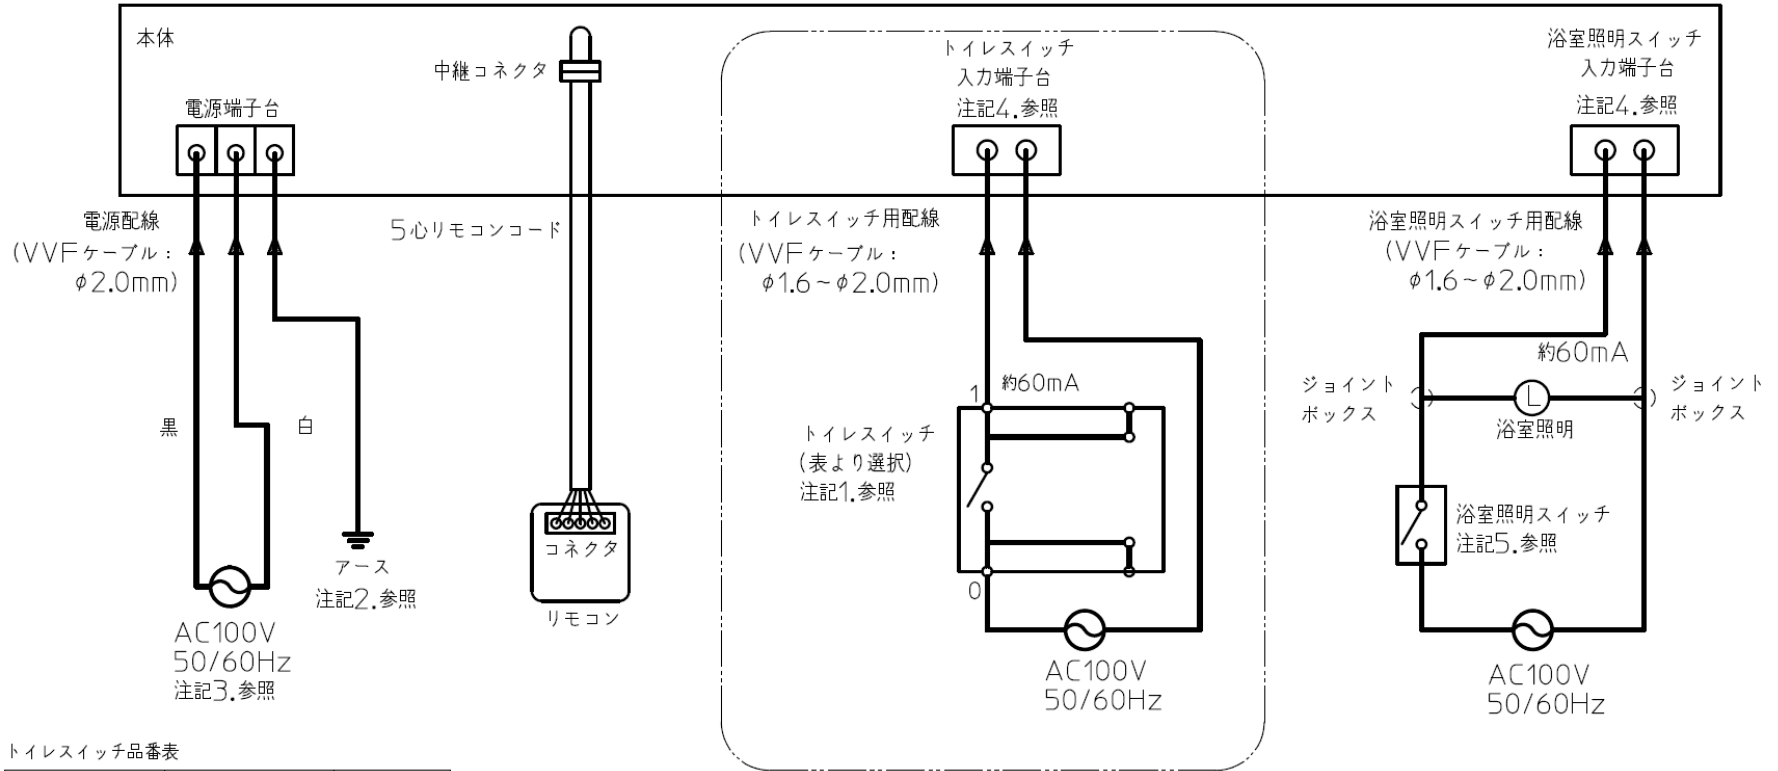 本体
電源端子台
中継コネクタ
トイレスイッチ
入力端子台
注記4.参照
浴室照明スイッチ
入力端子台
注記4.参照
電源配線
(VVFケーブル:
φ2.0mm)
5心リモコンコード
トイレスイッチ用配線
(VVFケーブル:
φ1.6~φ2.0mm)
浴室照明スイッチ用配線
(VVFケーブル:
φ1.6~φ2.0mm)
黒
白
アース
注記2.参照
AC100V
50/60Hz
注記3.参照
コネクタ
リモコン
1
約60mA
トイレスイッチ
(表より選択)
注記1.参照
0
AC100V
50/60Hz
約60mA
ジョイント
ボックス
L
浴室照明
ジョイント
ボックス
浴室照明スイッチ
注記5.参照
AC100V
50/60Hz
トイレスイッチ品番表